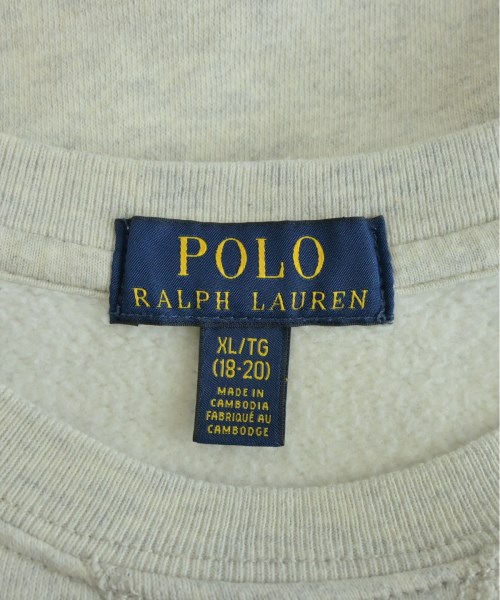 POLO
RALPH LAUREN
XL/TG
(18-20)
MADE IN
CAMBODIA
FABRIQUÉ AU
CAMBODGE